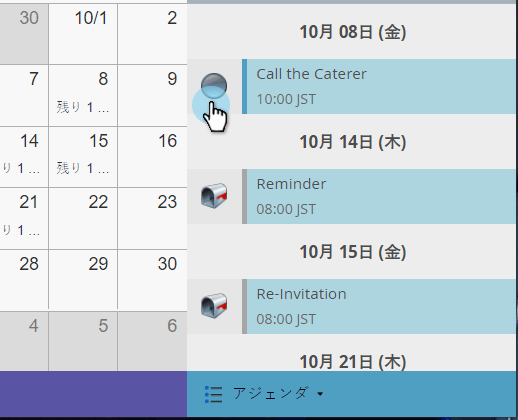 30 10/1 2
7 8 9
残り 1 ...
14 15 16
り 1 ... 残り 1 ...
21 22 23
り 1 ...
28 29 30
4 5 6
10月 08日 (金)
Call the Caterer
10:00 JST
10月 14日 (木)
Reminder
08:00 JST
10月 15日 (金)
Re-Invitation
08:00 JST
10月 21日 (木)
アジェンダ